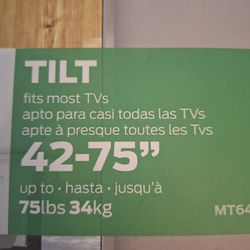 TILT
fits most TVs
apto para casi todas las TVs
apte à presque toutes les Tvs
42-75”
up to • hasta • jusqu'à
75lbs 34kg
MT64